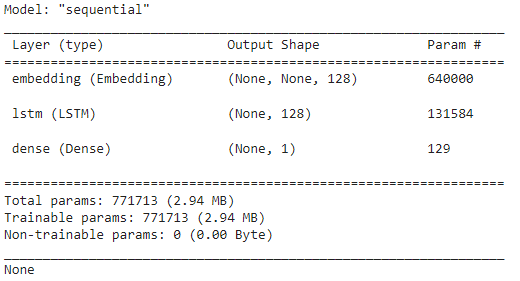 Model: "sequential"
_________________________________________________________________
Layer (type) Output Shape Param #
=================================================================
embedding (Embedding) (None, None, 128) 640000
lstm (LSTM) (None, 128) 131584
dense (Dense) (None, 1) 129
=================================================================
Total params: 771713 (2.94 MB)
Trainable params: 771713 (2.94 MB)
Non-trainable params: 0 (0.00 Byte)
_________________________________________________________________
None